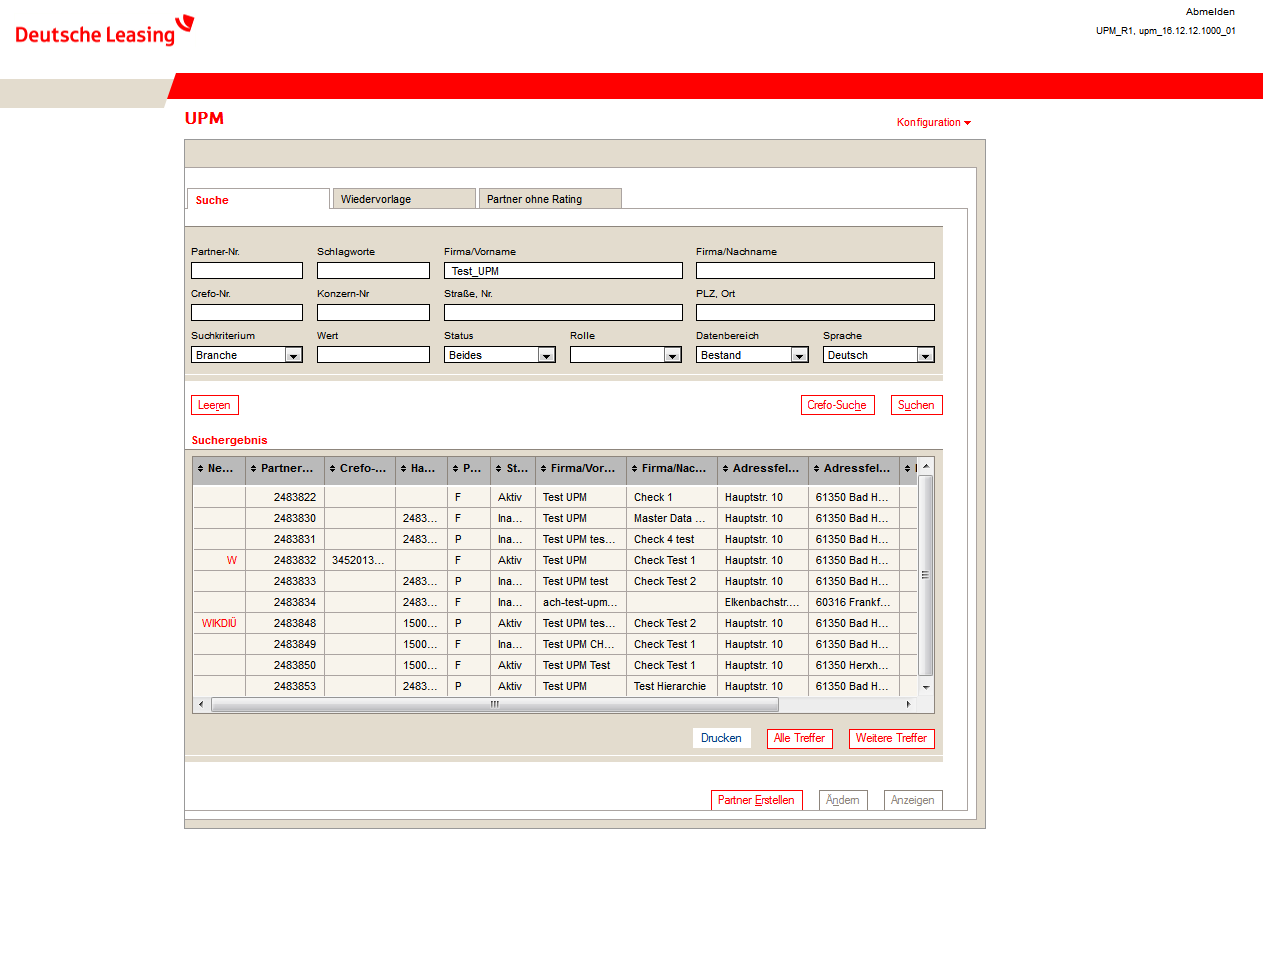 Abmelden
Deutsche Leasing
UPM_R1, upm_16.12.12.1000_01
UPM
Konfiguration
Suche Wiedervorlage Partner ohne Rating
Partner-Nr. Schlagworte Firma/Vorname Firma/Nachname
Test_UPM
Crefo-Nr. Konzern-Nr Straße, Nr. PLZ, Ort
Suchkriterium Wert Status Rolle Datenbereich Sprache
Branche Beides Bestand Deutsch
Leeren Crefo-Suche Suchen
Suchergebnis
Ne... Partner... Crefo-... Ha... P... St... Firma/Vor... Firma/Nac... Adressfel... Adressfel...
2483822 F Aktiv Test UPM Check 1 Hauptstr. 10 61350 Bad H...
2483830 2483... F Ina... Test UPM Master Data ... Hauptstr. 10 61350 Bad H...
2483831 2483... P Ina... Test UPM tes... Check 4 test Hauptstr. 10 61350 Bad H...
W 2483832 3452013... F Aktiv Test UPM Check Test 1 Hauptstr. 10 61350 Bad H...
2483833 2483... P Ina... Test UPM test Check Test 2 Hauptstr. 10 61350 Bad H...
2483834 2483... F Ina... ach-test-upm... Elkenbachstr.... 60316 Frankf...
WIKDIÜ 2483848 1500... P Aktiv Test UPM tes... Check Test 2 Hauptstr. 10 61350 Bad H...
2483849 1500... F Ina... Test UPM CH... Check Test 1 Hauptstr. 10 61350 Bad H...
2483850 1500... F Aktiv Test UPM Test Check Test 1 Hauptstr. 10 61350 Herxh...
2483853 2483... P Aktiv Test UPM Test Hierarchie Hauptstr. 10 61350 Bad H...
Drucken Alle Treffer Weitere Treffer
Partner Erstellen Ändern Anzeigen